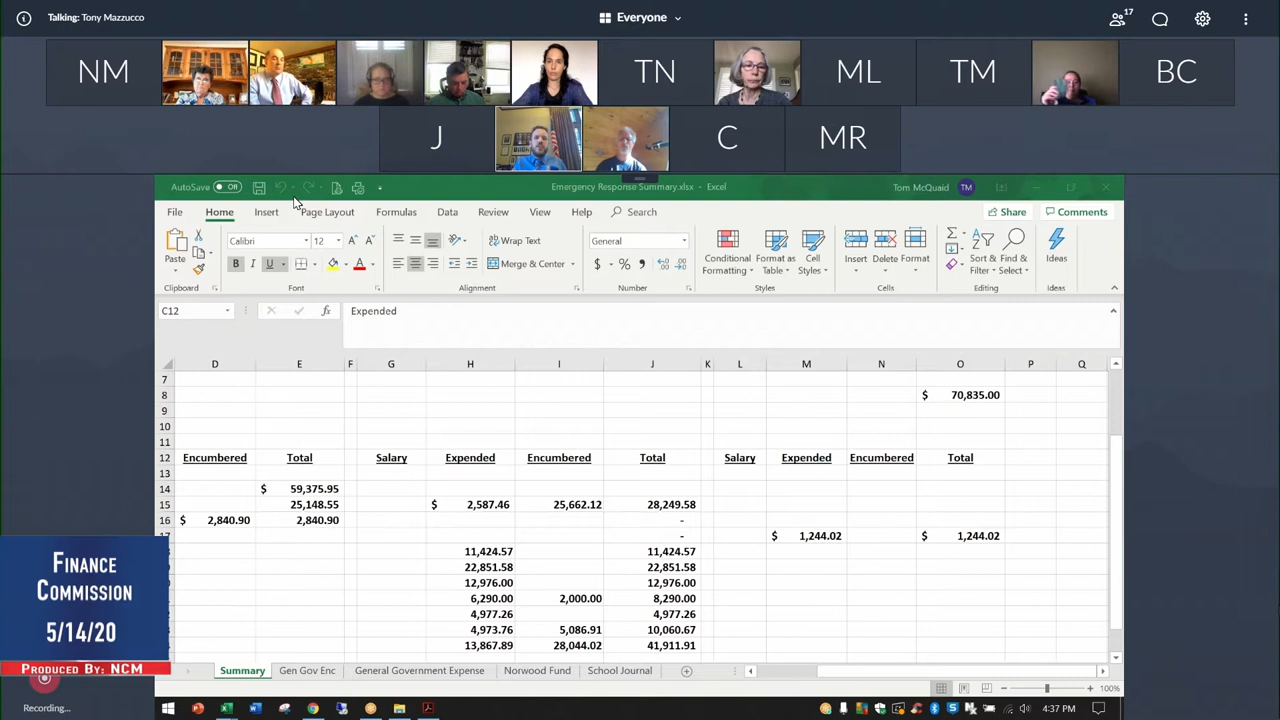 Talking: Tony Mazzucco
Everyone
17
NM
TN
ML
TM
BC
J
C
MR
AutoSave Off
Emergency Response Summary.xlsx - Excel
Tom McQuaid TM
File Home Insert Page Layout Formulas Data Review View Help Search Share Comments
Paste
Calibri 12
B I U
Wrap Text
Merge & Center
General
$ % ,
Conditional Formatting
Format as Table
Cell Styles
Insert Delete Format
Sort & Filter
Find & Select
Ideas
Clipboard Font Alignment Number Styles Cells Editing Ideas
C12 fx Expended
D E F G H I J K L M N O P Q
7
8 $ 70,835.00
9
10
11
12 Encumbered Total Salary Expended Encumbered Total Salary Expended Encumbered Total
13
14 $ 59,375.95
15 25,148.55 $ 2,587.46 25,662.12 28,249.58
16 $ 2,840.90 2,840.90 -
- $ 1,244.02 $ 1,244.02
11,424.57 11,424.57
22,851.58 22,851.58
12,976.00 12,976.00
6,290.00 2,000.00 8,290.00
4,977.26 4,977.26
4,973.76 5,086.91 10,060.67
13,867.89 28,044.02 41,911.91
Finance
Commission
5/14/20
Produced By: NCM
Summary Gen Gov Enc General Government Expense Norwood Fund School Journal
100%
Recording...
4:37 PM